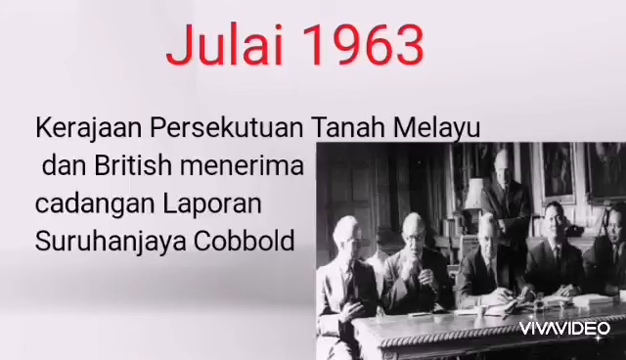 Julai 1963
Kerajaan Persekutuan Tanah Melayu
dan British menerima
cadangan Laporan
Suruhanjaya Cobbold
VIVAVIDEO